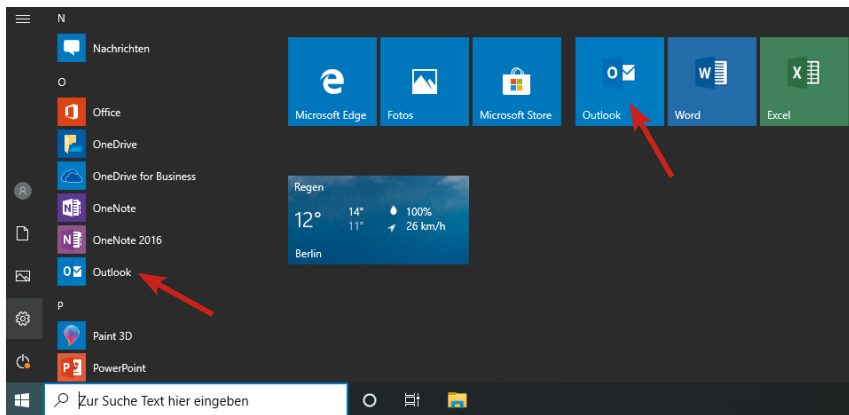 N
Nachrichten
O
Office
OneDrive
OneDrive for Business
OneNote
OneNote 2016
Outlook
P
Paint 3D
PowerPoint
Microsoft Edge
Fotos
Microsoft Store
Outlook
Word
Excel
Regen
12° 14° 100%
11° 26 km/h
Berlin
Zur Suche Text hier eingeben